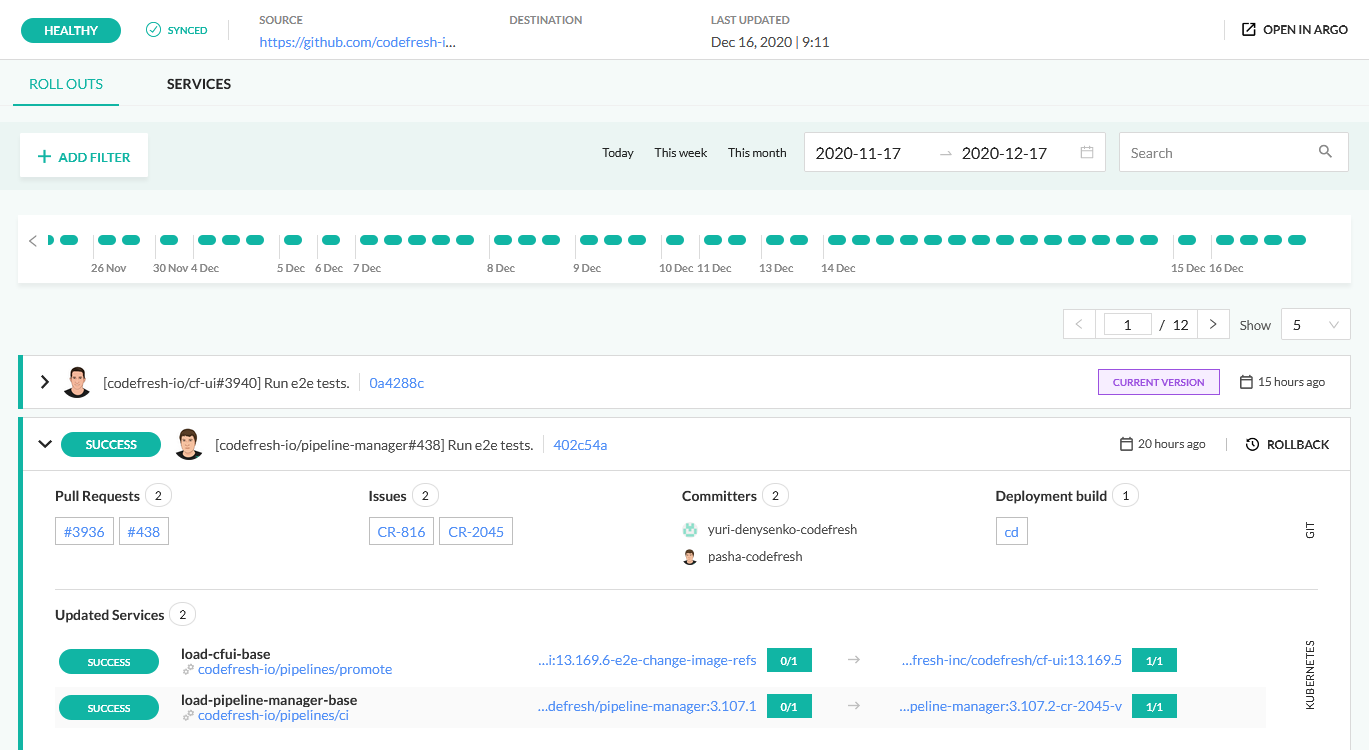 HEALTHY SYNCED SOURCE DESTINATION LAST UPDATED OPEN IN ARGO
https://github.com/codefresh-i... Dec 16, 2020 | 9:11
ROLL OUTS SERVICES
ADD FILTER Today This week This month 2020-11-17 → 2020-12-17 Search
26 Nov 30 Nov 4 Dec 5 Dec 6 Dec 7 Dec 8 Dec 9 Dec 10 Dec 11 Dec 13 Dec 14 Dec 15 Dec 16 Dec
1 / 12 Show 5
[codefresh-io/cf-ui#3940] Run e2e tests. 0a4288c CURRENT VERSION 15 hours ago
SUCCESS [codefresh-io/pipeline-manager#438] Run e2e tests. 402c54a 20 hours ago ROLLBACK
Pull Requests 2 Issues 2 Committers 2 Deployment build 1
#3936 #438 CR-816 CR-2045 yuri-denysenko-codefresh cd
pasha-codefresh
GIT
Updated Services 2
SUCCESS load-cfui-base ...i:13.169.6-e2e-change-image-refs 0/1 → ...fresh-inc/codefresh/cf-ui:13.169.5 1/1
codefresh-io/pipelines/promote
SUCCESS load-pipeline-manager-base ...defresh/pipeline-manager:3.107.1 0/1 → ...peline-manager:3.107.2-cr-2045-v 1/1
codefresh-io/pipelines/ci
KUBERNETES